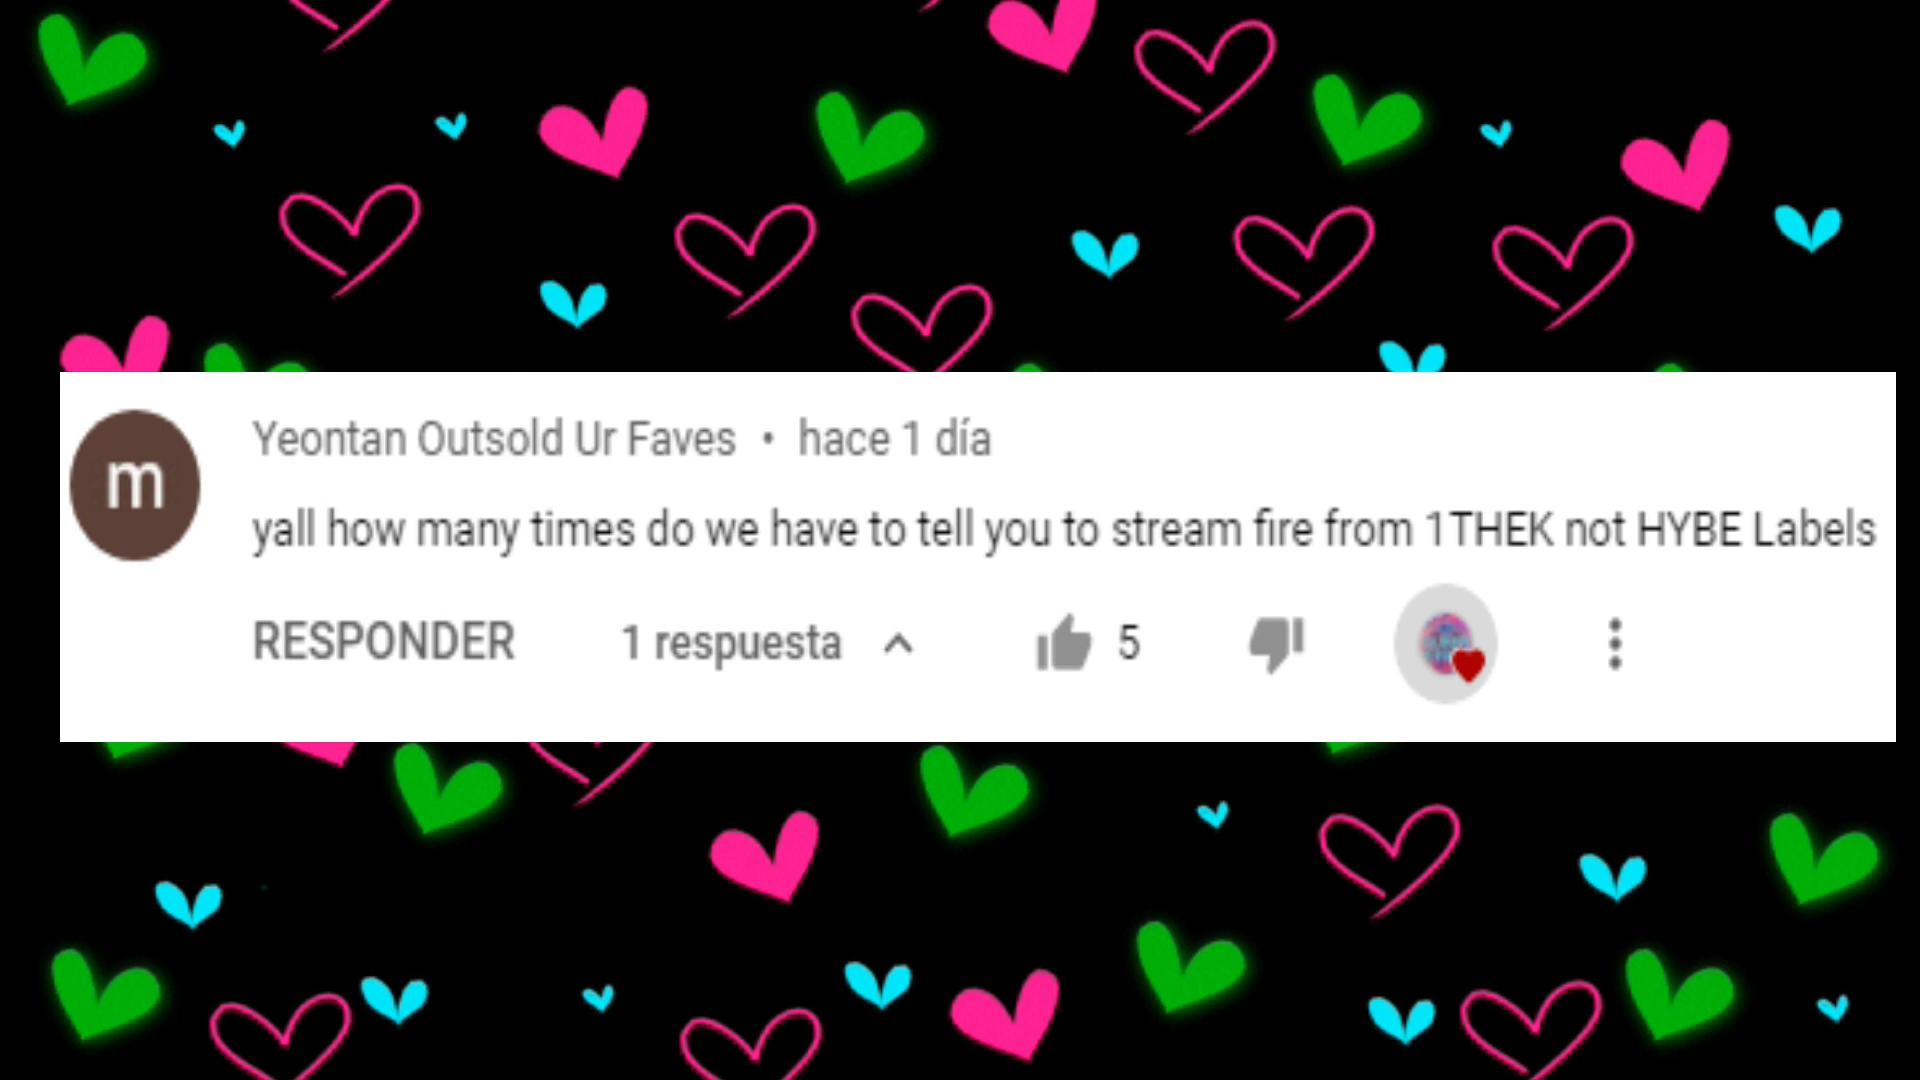 m
Yeontan Outsold Ur Faves • hace 1 día
yall how many times do we have to tell you to stream fire from 1THEK not HYBE Labels
RESPONDER 1 respuesta 5